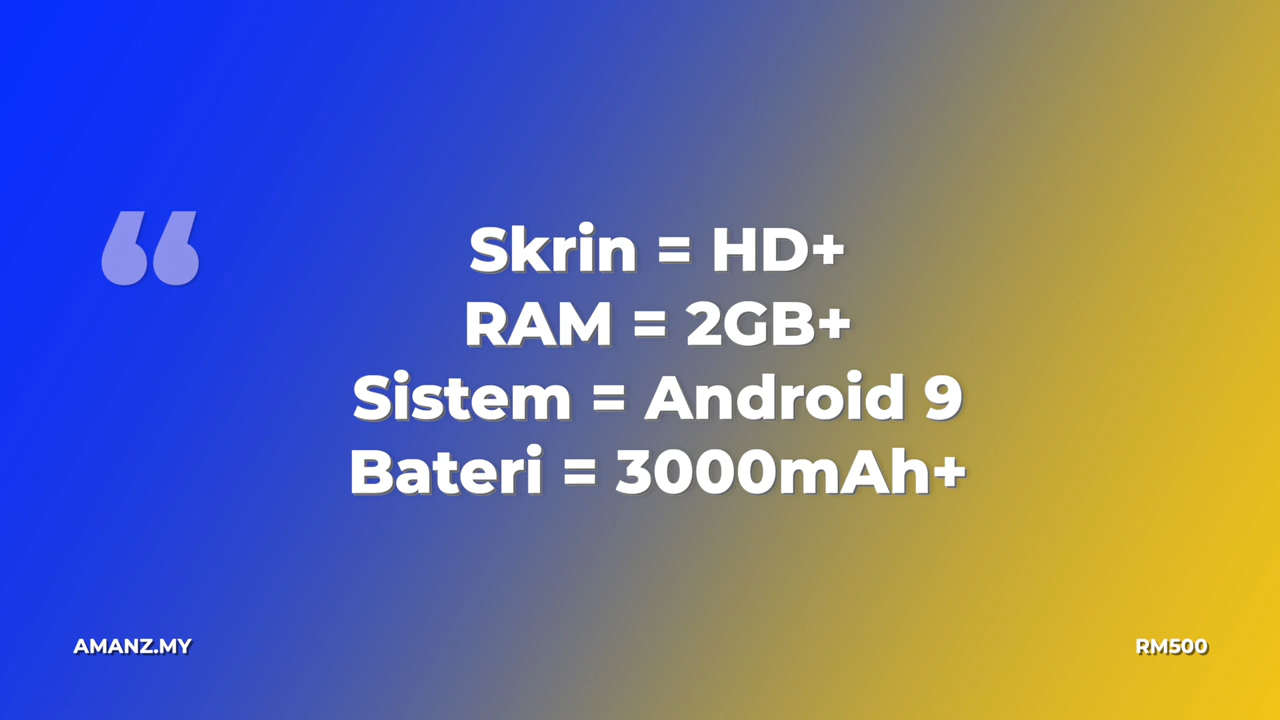 “
Skrin = HD+
RAM = 2GB+
Sistem = Android 9
Bateri = 3000mAh+
AMANZ.MY
RM500